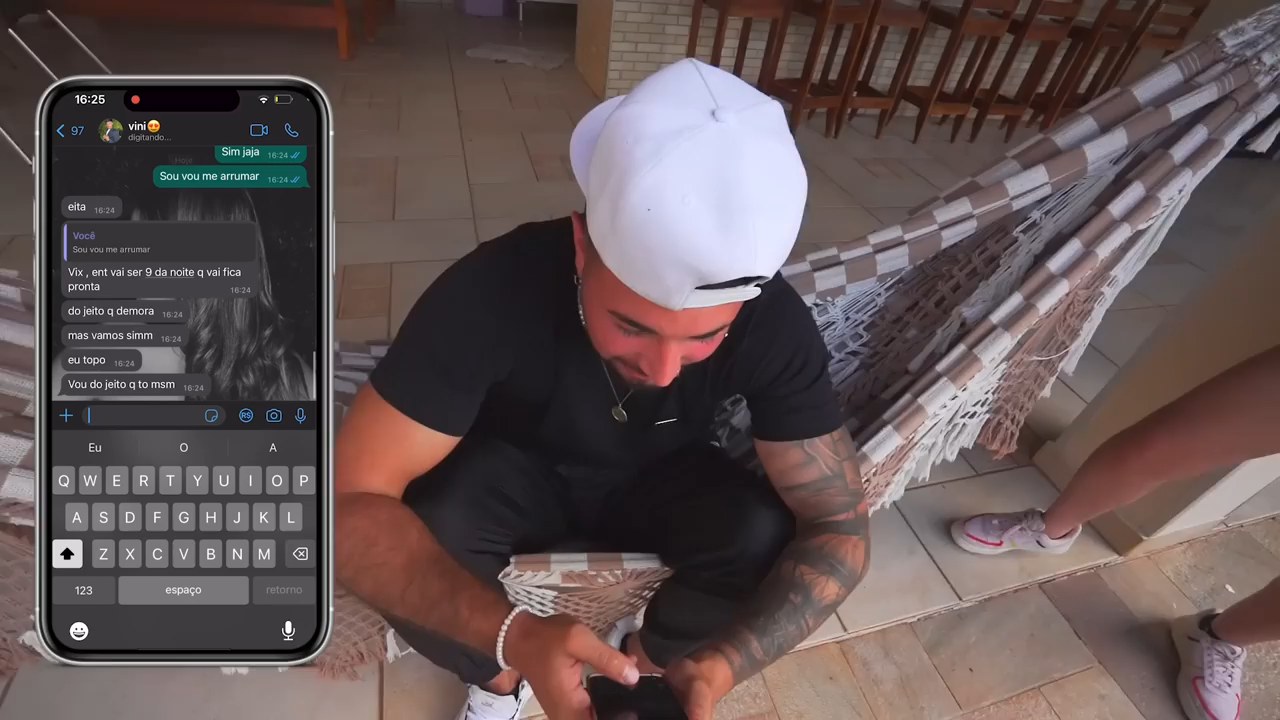 16:25
97
vini😍
digitando...
Hoje
Sim jaja
16:24
Sou vou me arrumar
16:24
eita
16:24
Você
Sou vou me arrumar
Vix , ent vai ser 9 da noite q vai fica
pronta
16:24
do jeito q demora
16:24
mas vamos simm
16:24
eu topo
16:24
Vou do jeito q to msm
16:24
RS
Eu O A
Q W E R T Y U I O P
A S D F G H J K L
Z X C V B N M
123 espaço retorno